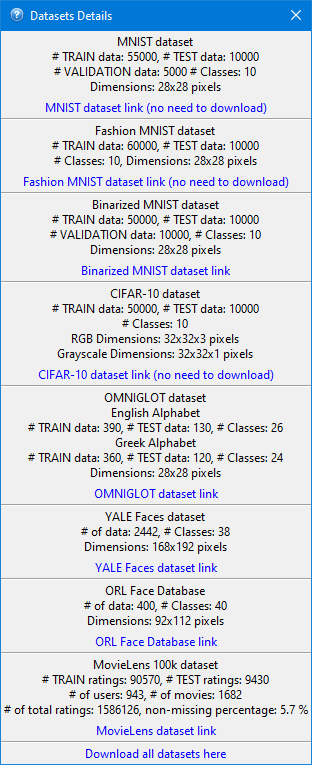 Datasets Details
MNIST dataset
# TRAIN data: 55000, # TEST data: 10000
# VALIDATION data: 5000 # Classes: 10
Dimensions: 28x28 pixels
MNIST dataset link (no need to download)
Fashion MNIST dataset
# TRAIN data: 60000, # TEST data: 10000
# Classes: 10, Dimensions: 28x28 pixels
Fashion MNIST dataset link (no need to download)
Binarized MNIST dataset
# TRAIN data: 50000, # TEST data: 10000
# VALIDATION data: 10000, # Classes: 10
Dimensions: 28x28 pixels
Binarized MNIST dataset link
CIFAR-10 dataset
# TRAIN data: 50000, # TEST data: 10000
# Classes: 10
RGB Dimensions: 32x32x3 pixels
Grayscale Dimensions: 32x32x1 pixels
CIFAR-10 dataset link (no need to download)
OMNIGLOT dataset
English Alphabet
# TRAIN data: 390, # TEST data: 130, # Classes: 26
Greek Alphabet
# TRAIN data: 360, # TEST data: 120, # Classes: 24
Dimensions: 28x28 pixels
OMNIGLOT dataset link
YALE Faces dataset
# of data: 2442, # Classes: 38
Dimensions: 168x192 pixels
YALE Faces dataset link
ORL Face Database
# of data: 400, # Classes: 40
Dimensions: 92x112 pixels
ORL Face Database link
MovieLens 100k dataset
# TRAIN ratings: 90570, # TEST ratings: 9430
# of users: 943, # of movies: 1682
# of total ratings: 1586126, non-missing percentage: 5.7 %
MovieLens dataset link
Download all datasets here